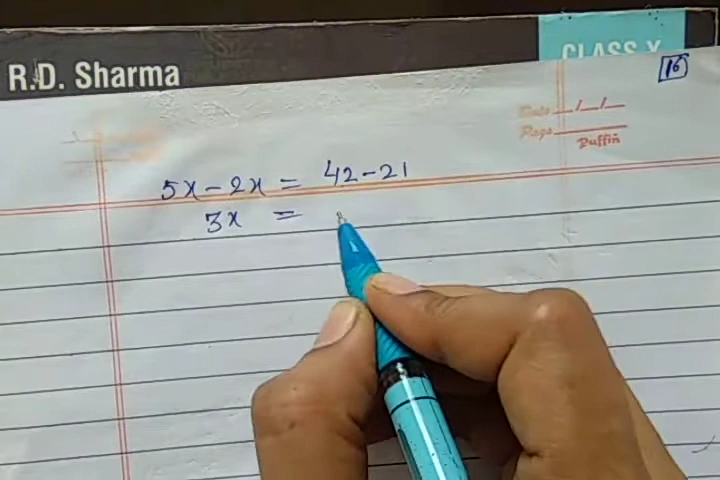 R.D. Sharma
CLASS X
16
Date
Page
Puffin
5x - 2x = 42 - 21
3x =